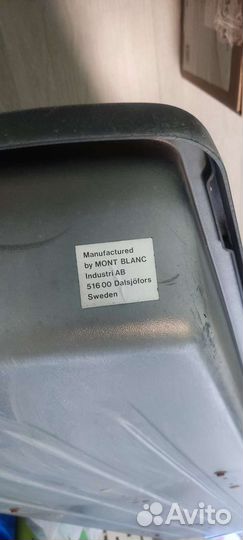 Manufactured
by MONT BLANC
Industri AB
516 00 Dalsjöfors
Sweden
Avito